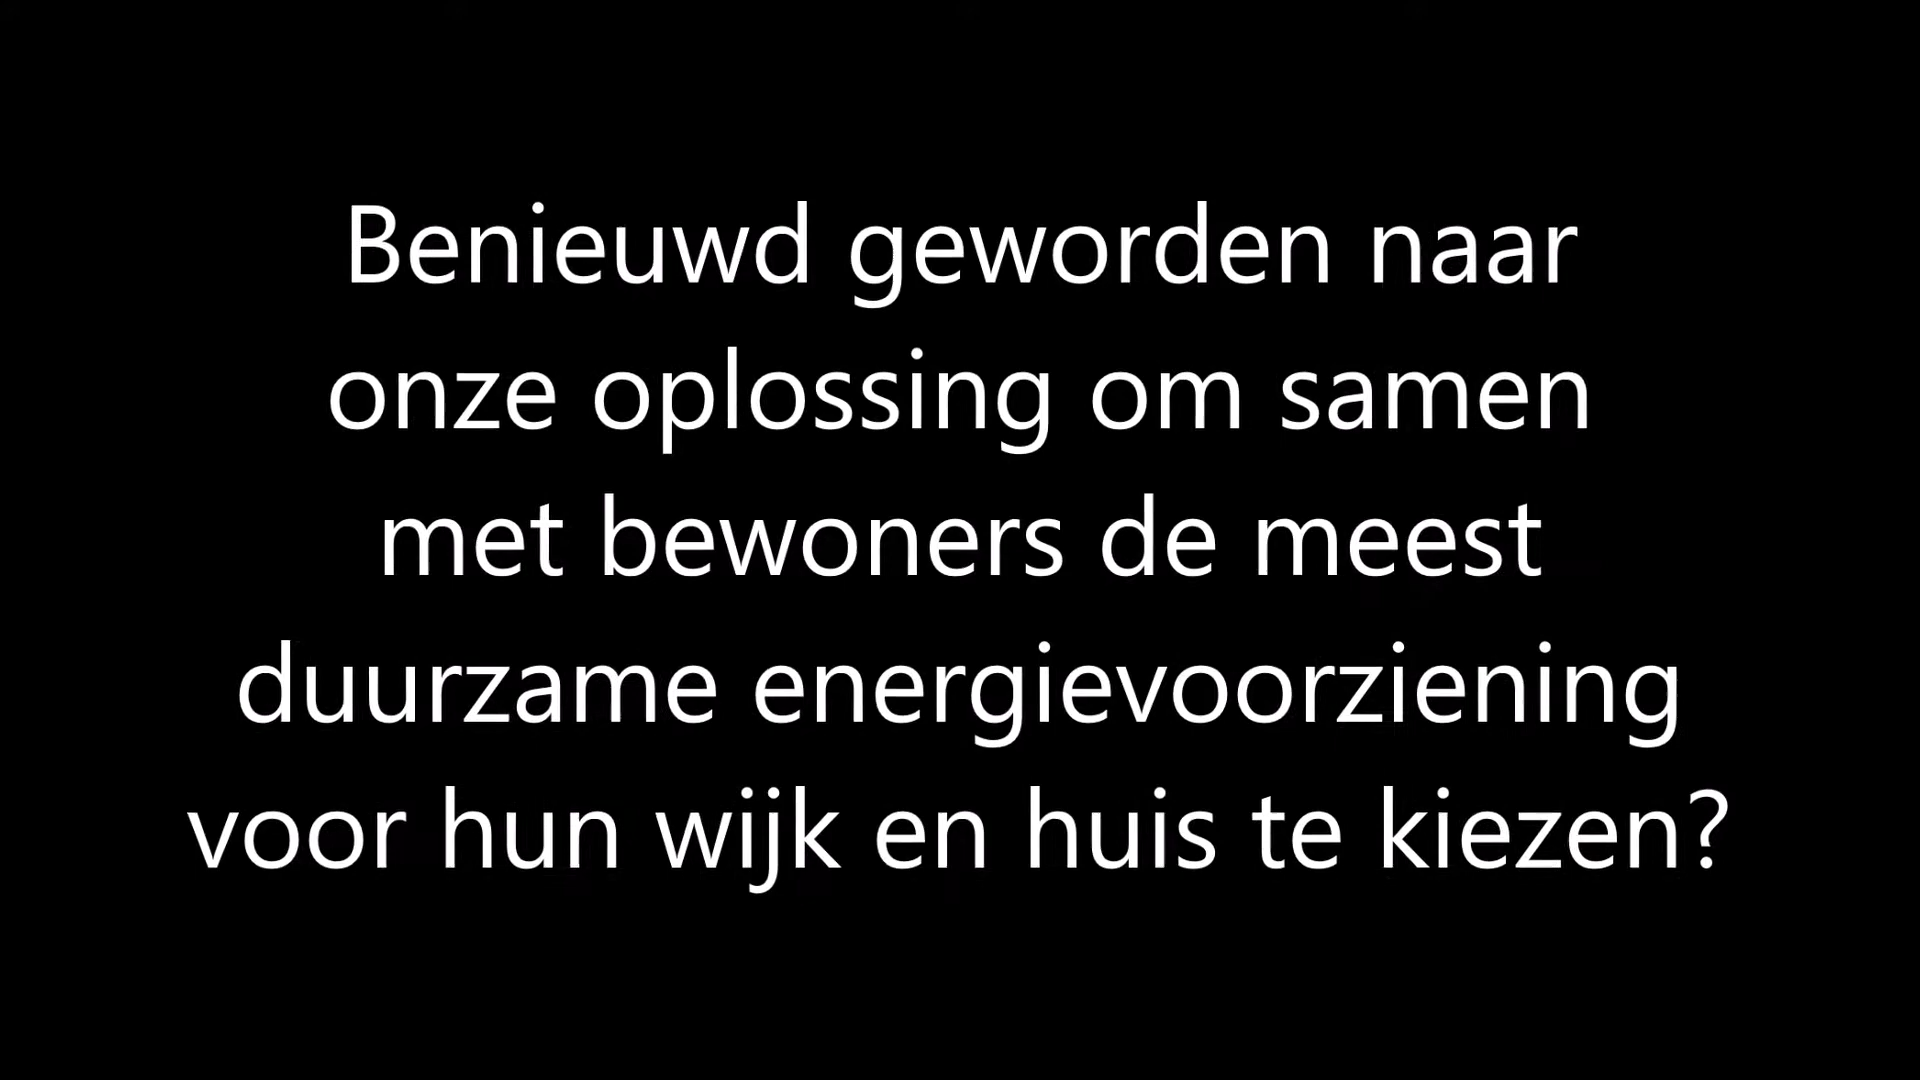 Benieuwd geworden naar
onze oplossing om samen
met bewoners de meest
duurzame energievoorziening
voor hun wijk en huis te kiezen?